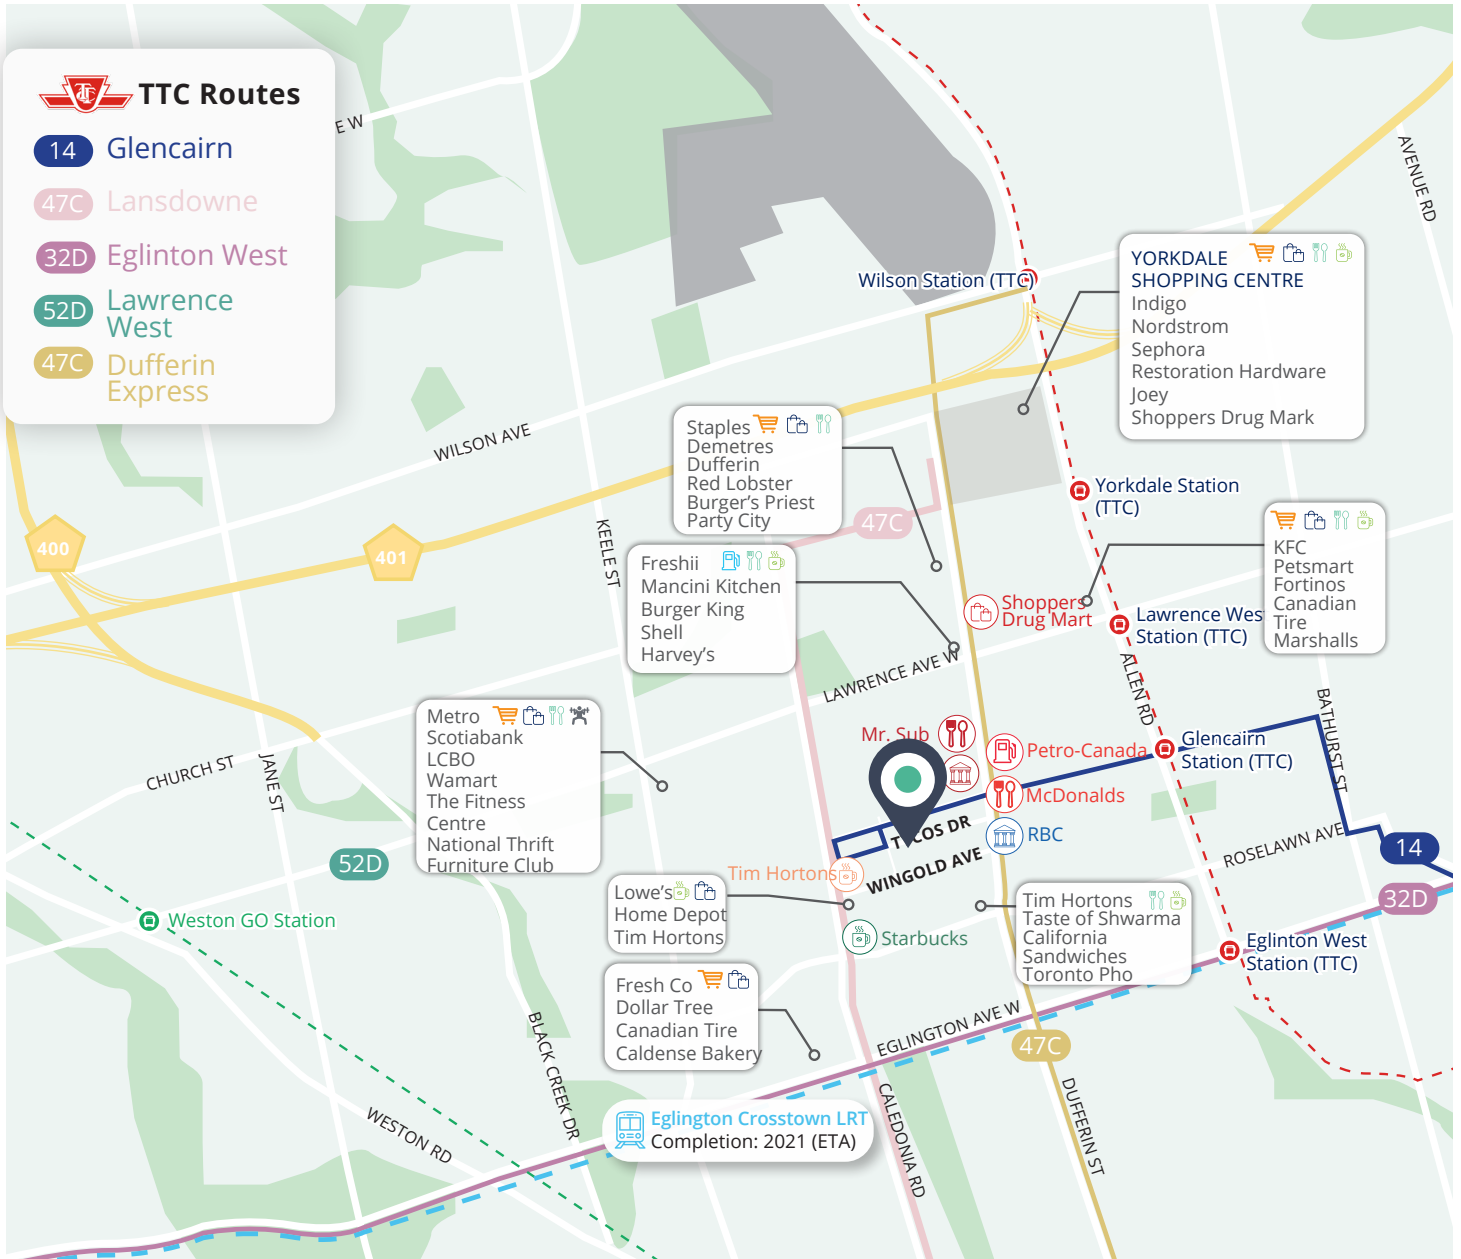 TTC Routes
14 Glencairn
47C Lansdowne
32D Eglinton West
52D Lawrence
West
47C Dufferin
Express
E W
AVENUE RD
Wilson Station (TTC)
YORKDALE
SHOPPING CENTRE
Indigo
Nordstrom
Sephora
Restoration Hardware
Joey
Shoppers Drug Mark
WILSON AVE
Staples
Demetres
Dufferin
Red Lobster
Burger's Priest
Party City
Yorkdale Station
(TTC)
47C
400
401
KEELE ST
KFC
Petsmart
Fortinos
Canadian
Tire
Marshalls
Freshii
Mancini Kitchen
Burger King
Shell
Harvey's
Shoppers
Drug Mart
Lawrence Wes
Station (TTC)
LAWRENCE AVE W
ALLEN RD
BATHURST ST
Metro
Scotiabank
LCBO
Wamart
The Fitness
Centre
National Thrift
Furniture Club
CHURCH ST
JANE ST
Mr. Sub
Petro-Canada
Glencairn
Station (TTC)
McDonalds
RBC
DR
WINGOLD AVE
ROSELAWN AVE
14
52D
Tim Hortons
32D
Lowe's
Home Depot
Tim Hortons
Tim Hortons
Taste of Shwarma
California
Sandwiches
Toronto Pho
Weston GO Station
Starbucks
Eglinton West
Station (TTC)
Fresh Co
Dollar Tree
Canadian Tire
Caldense Bakery
EGLINGTON AVE W
47C
BLACK CREEK DR
WESTON RD
Eglington Crosstown LRT
Completion: 2021 (ETA)
CALEDONIA RD
DUFFERIN ST